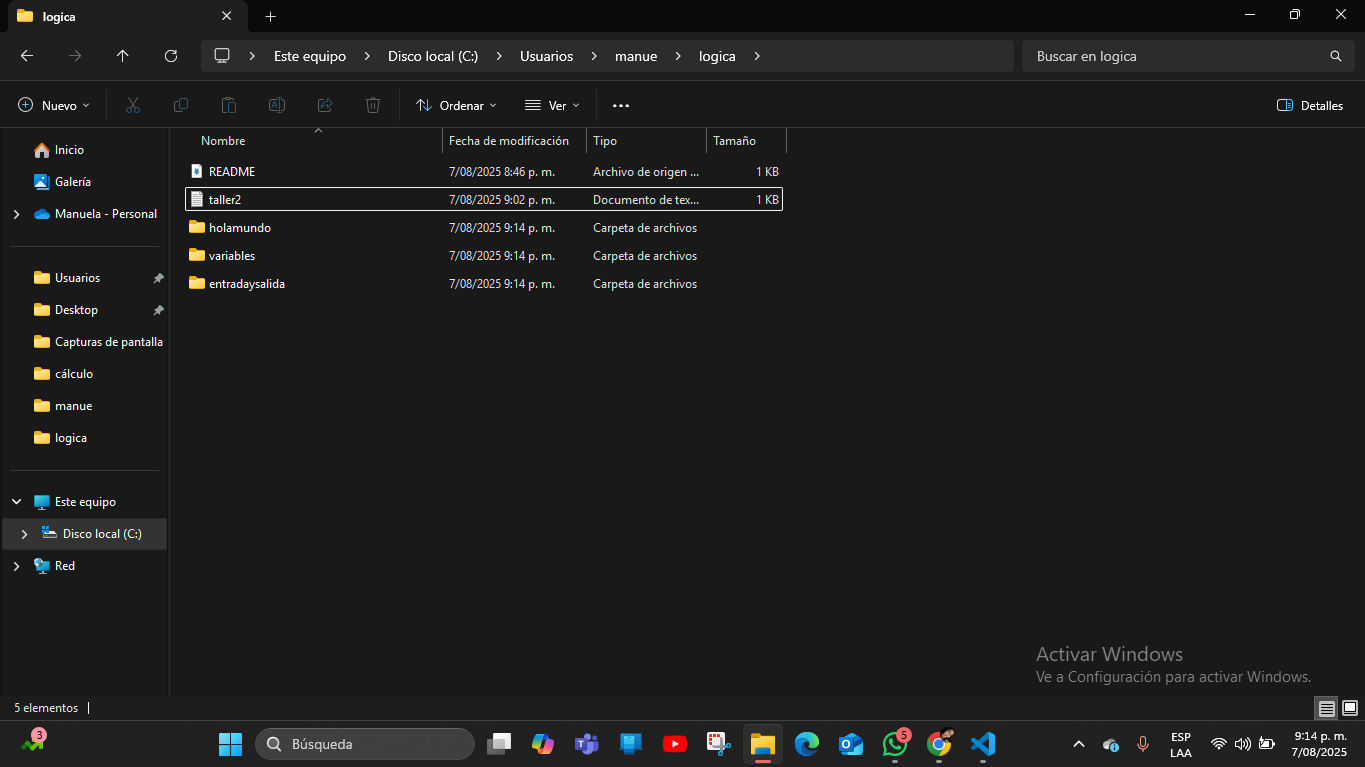 logica
Este equipo
Disco local (C:)
Usuarios
manue
logica
Buscar en logica
Nuevo
Ordenar
Ver
Detalles
Inicio
Galería
Manuela - Personal
Usuarios
Desktop
Capturas de pantalla
cálculo
manue
logica
Este equipo
Disco local (C:)
Red
Nombre Fecha de modificación Tipo Tamaño
README 7/08/2025 8:46 p. m. Archivo de origen ... 1 KB
taller2 7/08/2025 9:02 p. m. Documento de tex... 1 KB
holamundo 7/08/2025 9:14 p. m. Carpeta de archivos
variables 7/08/2025 9:14 p. m. Carpeta de archivos
entradaysalida 7/08/2025 9:14 p. m. Carpeta de archivos
Activar Windows
Ve a Configuración para activar Windows.
5 elementos
3
Búsqueda
5
ESP
LAA
9:14 p. m.
7/08/2025